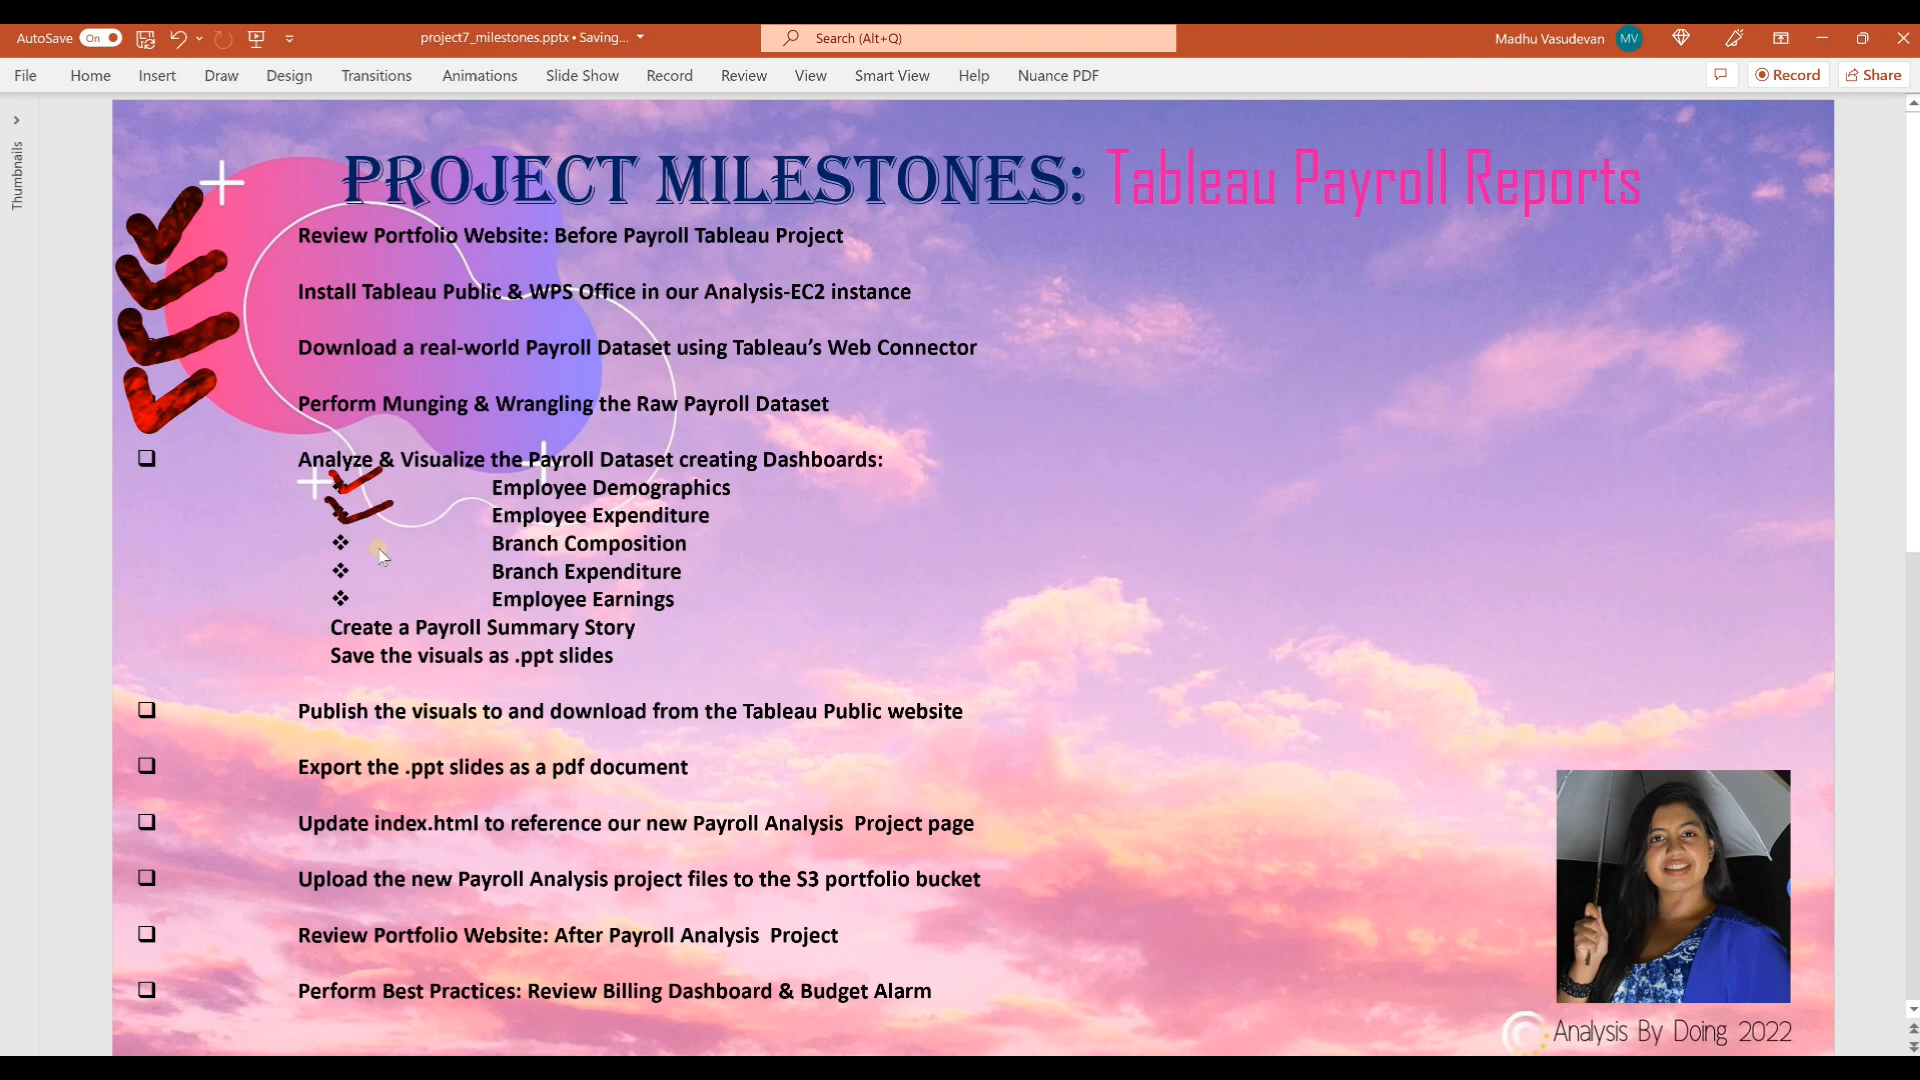 AutoSave On project7_milestones.pptx • Saving... Search (Alt+Q) Madhu Vasudevan MV
File Home Insert Draw Design Transitions Animations Slide Show Record Review View Smart View Help Nuance PDF Record Share
Thumbnails
PROJECT MILESTONES: Tableau Payroll Reports
Review Portfolio Website: Before Payroll Tableau Project
Install Tableau Public & WPS Office in our Analysis-EC2 instance
Download a real-world Payroll Dataset using Tableau’s Web Connector
Perform Munging & Wrangling the Raw Payroll Dataset
❑ Analyze & Visualize the Payroll Dataset creating Dashboards:
Employee Demographics
Employee Expenditure
❖ Branch Composition
❖ Branch Expenditure
❖ Employee Earnings
Create a Payroll Summary Story
Save the visuals as .ppt slides
❑ Publish the visuals to and download from the Tableau Public website
❑ Export the .ppt slides as a pdf document
❑ Update index.html to reference our new Payroll Analysis Project page
❑ Upload the new Payroll Analysis project files to the S3 portfolio bucket
❑ Review Portfolio Website: After Payroll Analysis Project
❑ Perform Best Practices: Review Billing Dashboard & Budget Alarm
Analysis By Doing 2022